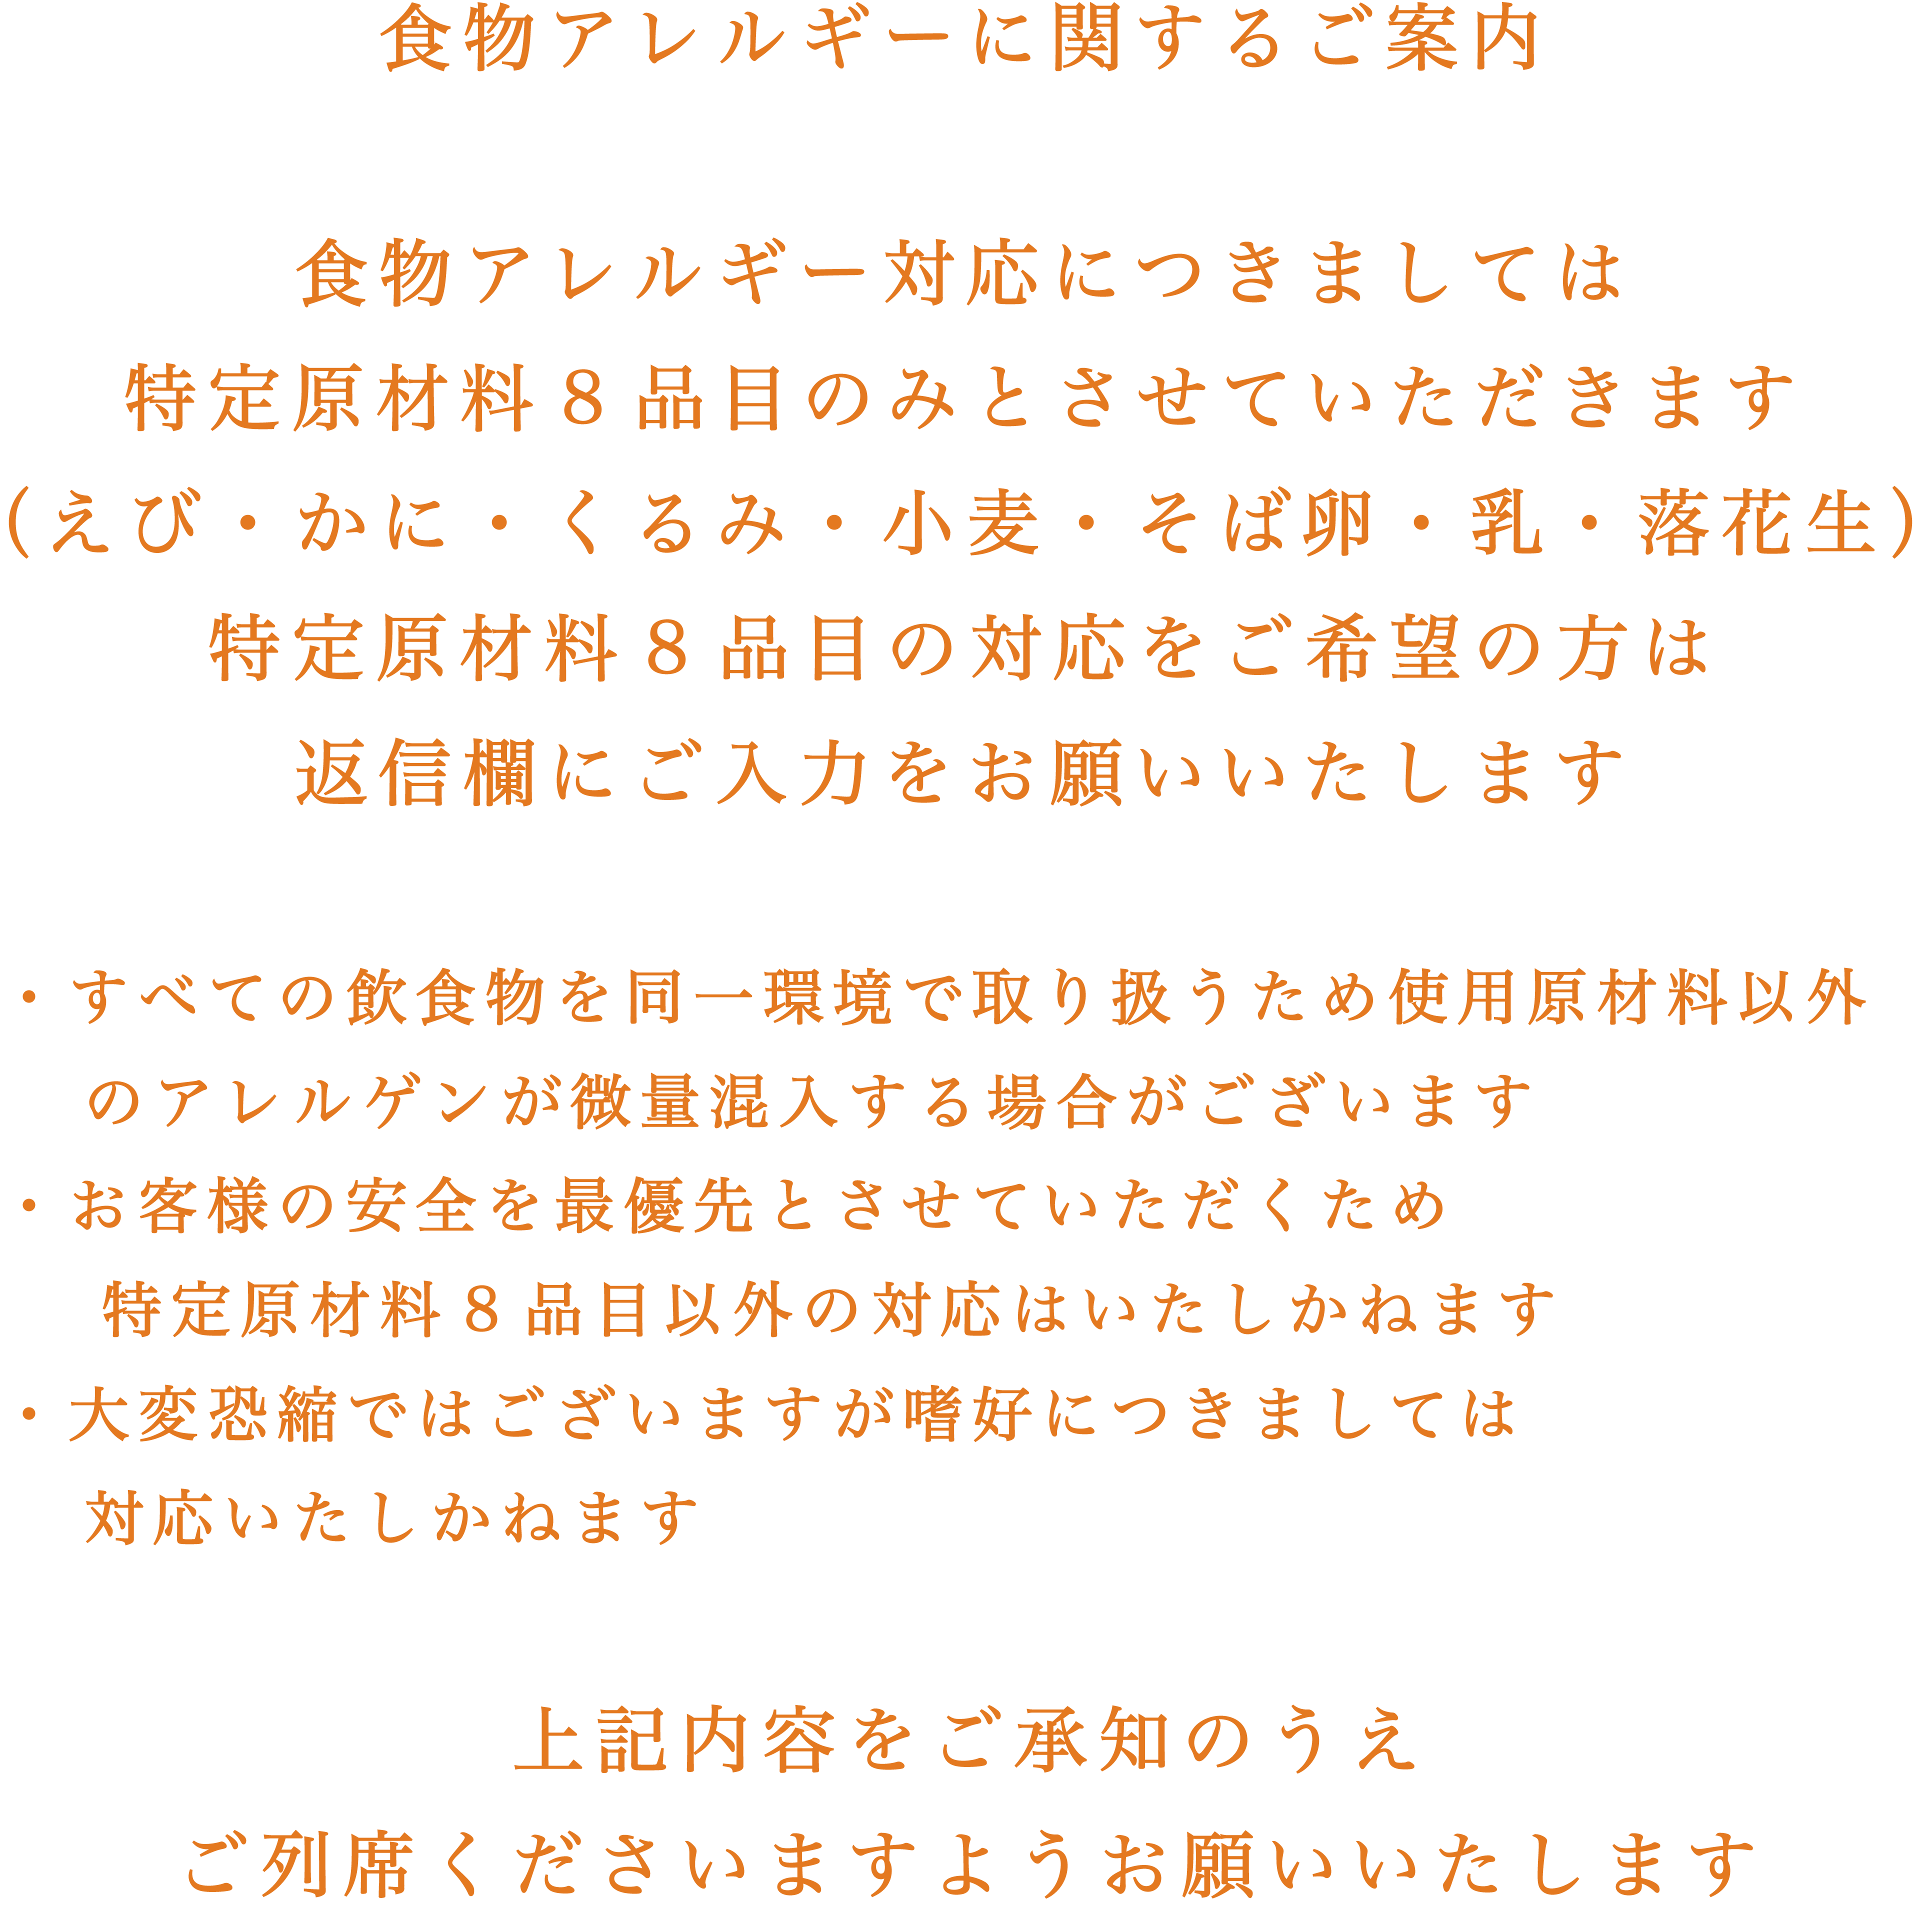 食物アレルギーに関するご案内
食物アレルギー対応につきましては
特定原材料8品目のみとさせていただきます
(えび・かに・くるみ・小麦・そば卵・乳・落花生)
特定原材料8品目の対応をご希望の方は
返信欄にご入力をお願いいたします
・すべての飲食物を同一環境で取り扱うため使用原材料以外
のアレルゲンが微量混入する場合がございます
・お客様の安全を最優先とさせていただくため
特定原材料8品目以外の対応はいたしかねます
・大変恐縮ではございますが嗜好につきましては
対応いたしかねます
上記内容をご承知のうえ
ご列席くださいますようお願いいたします